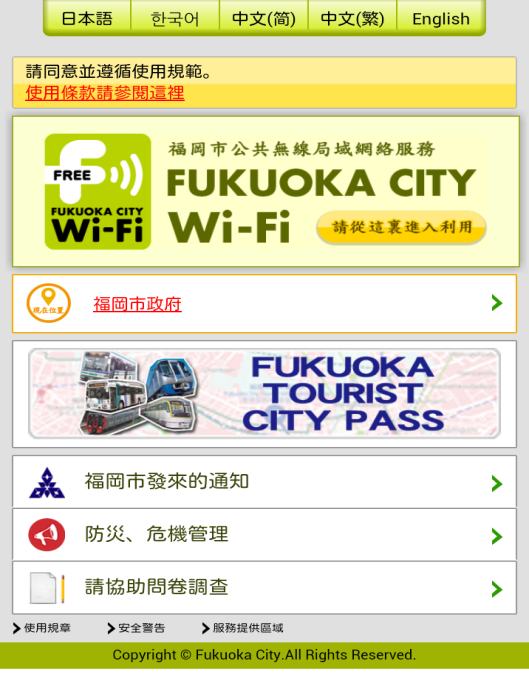 日本語
한국어
中文(简)
中文(繁)
English
請同意並遵循使用規範。
使用條款請參閱這裡
FREE
FUKUOKA CITY
Wi-Fi
福岡市公共無線局域網絡服務
FUKUOKA CITY
Wi-Fi
請從這裏進入利用
現在位置
福岡市政府
FUKUOKA
TOURIST
CITY PASS
福岡市發來的通知
防災、危機管理
請協助問卷調查
使用規章
安全警告
服務提供區域
Copyright © Fukuoka City.All Rights Reserved.